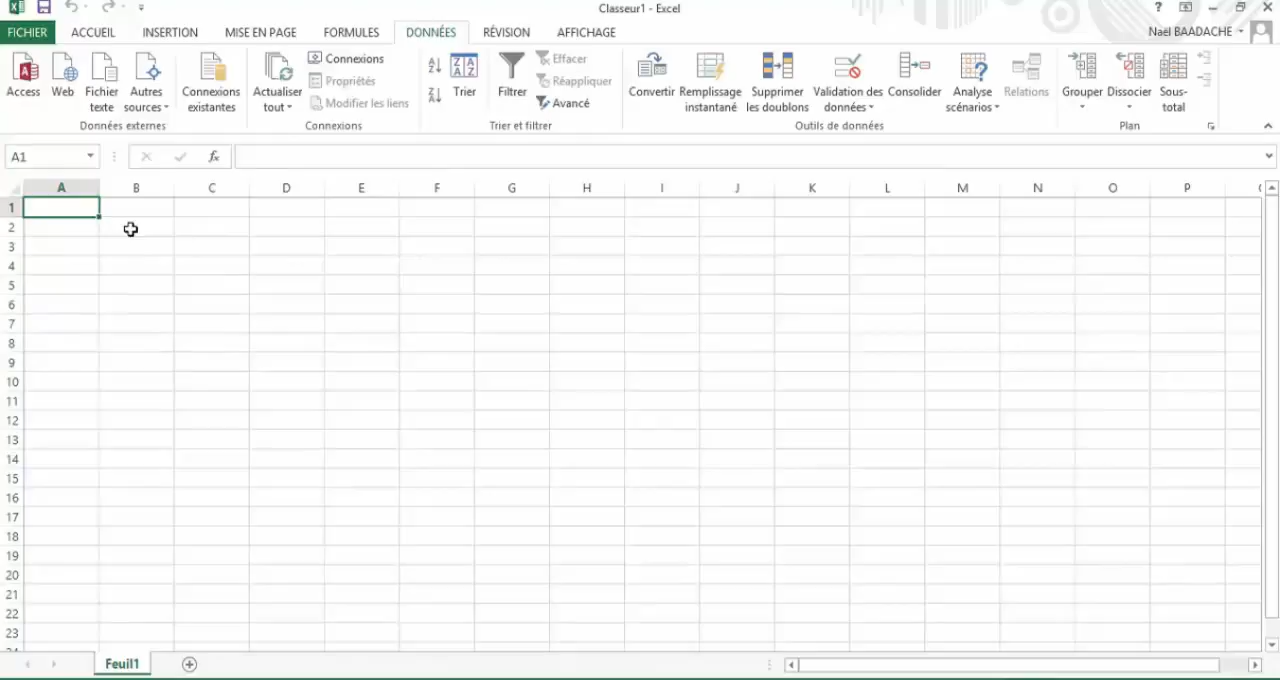 Classeur1 - Excel
?
FICHIER ACCUEIL INSERTION MISE EN PAGE FORMULES DONNÉES RÉVISION AFFICHAGE Nael BAADACHE
Access
Web
Fichier
texte
Autres
sources
Données externes
Connexions
existantes
Actualiser
tout
Connexions
Propriétés
Modifier les liens
Connexions
Trier
Filtrer
Effacer
Réappliquer
Avancé
Trier et filtrer
Convertir
Remplissage
instantané
Supprimer
les doublons
Validation des
données
Consolider
Analyse
scénarios
Relations
Outils de données
Grouper
Dissocier
Sous-
total
Plan
A1
fx
A B C D E F G H I J K L M N O P
1
2
3
4
5
6
7
8
9
10
11
12
13
14
15
16
17
18
19
20
21
22
23
Feuil1